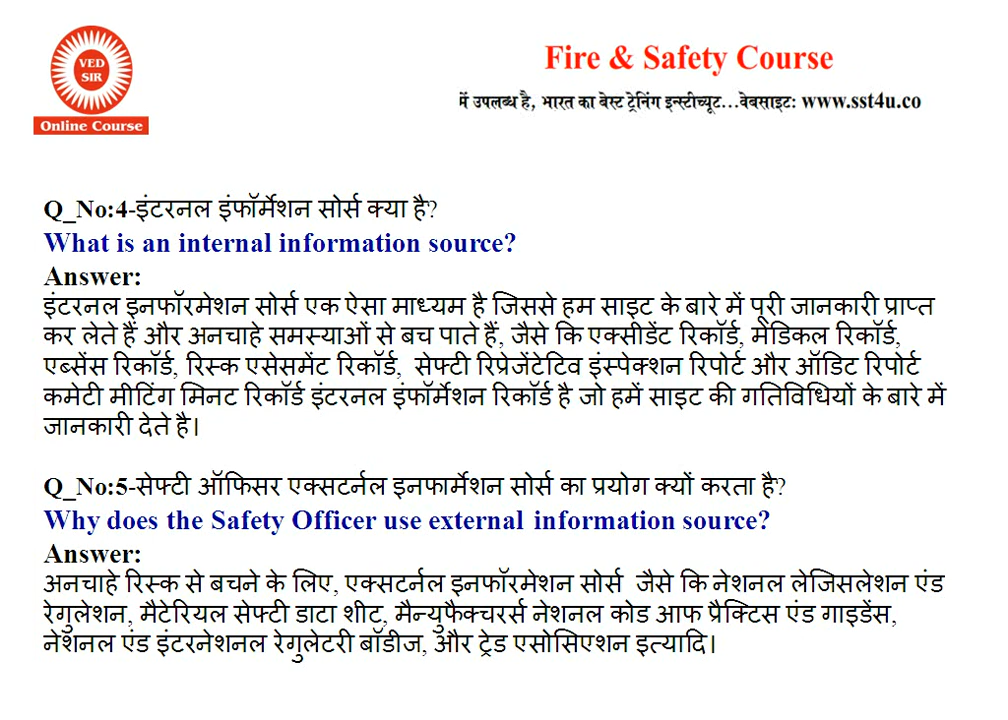 VED
SIR
Online Course
Fire & Safety Course
में उपलब्ध है, भारत का बेस्ट ट्रेनिंग इन्स्टीच्यूट...वेबसाइट: www.sst4u.co
Q_No:4-इंटरनल इंफॉर्मेशन सोर्स क्या है?
What is an internal information source?
Answer:
इंटरनल इनफॉरमेशन सोर्स एक ऐसा माध्यम है जिससे हम साइट के बारे में पूरी जानकारी प्राप्त
कर लेते हैं और अनचाहे समस्याओं से बच पाते हैं, जैसे कि एक्सीडेंट रिकॉर्ड, मेडिकल रिकॉर्ड,
एब्सेंस रिकॉर्ड, रिस्क एसेसमेंट रिकॉर्ड, सेफ्टी रिप्रेजेंटेटिव इंस्पेक्शन रिपोर्ट और ऑडिट रिपोर्ट
कमेटी मीटिंग मिनट रिकॉर्ड इंटरनल इंफॉर्मेशन रिकॉर्ड है जो हमें साइट की गतिविधियों के बारे में
जानकारी देते है।
Q_No:5-सेफ्टी ऑफिसर एक्सटर्नल इनफार्मेशन सोर्स का प्रयोग क्यों करता है?
Why does the Safety Officer use external information source?
Answer:
अनचाहे रिस्क से बचने के लिए, एक्सटर्नल इनफॉरमेशन सोर्स जैसे कि नेशनल लेजिसलेशन एंड
रेगुलेशन, मैटेरियल सेफ्टी डाटा शीट, मैन्युफैक्चरर्स नेशनल कोड आफ प्रैक्टिस एंड गाइडेंस,
नेशनल एंड इंटरनेशनल रेगुलेटरी बॉडीज, और ट्रेड एसोसिएशन इत्यादि।